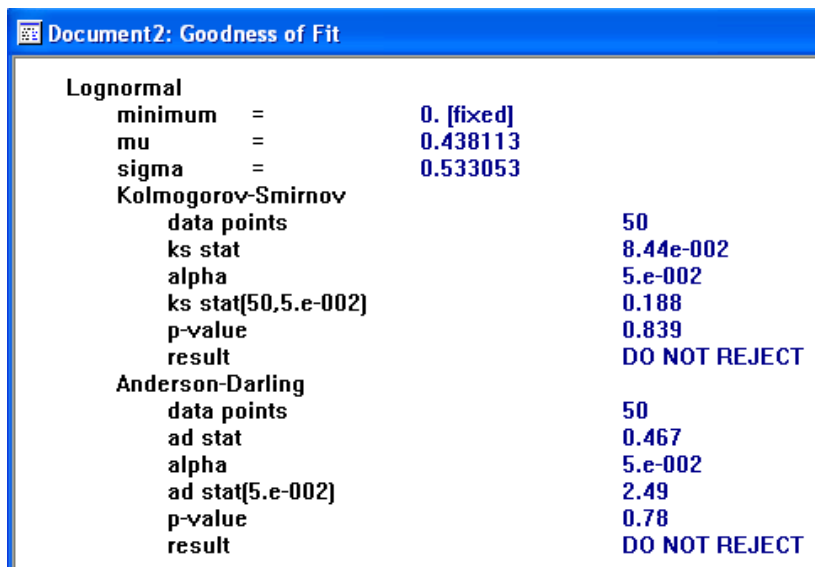 Document2: Goodness of Fit
Lognormal
minimum = 0. [fixed]
mu = 0.438113
sigma = 0.533053
Kolmogorov-Smirnov
data points 50
ks stat 8.44e-002
alpha 5.e-002
ks stat(50,5.e-002) 0.188
p-value 0.839
result DO NOT REJECT
Anderson-Darling
data points 50
ad stat 0.467
alpha 5.e-002
ad stat(5.e-002) 2.49
p-value 0.78
result DO NOT REJECT